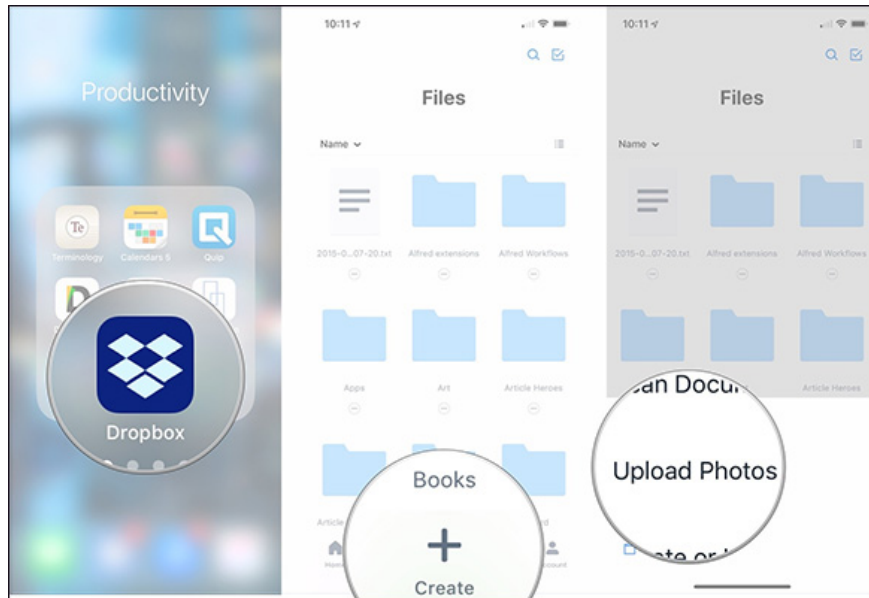 Productivity
Terminology
Calendars 5
Quip
Dropbox
10:11
Files
Name
2015-0...07-20.txt
Alfred extensions
Alfred Workflows
Apps
Art
Article Heroes
Books
Article
Create
10:11
Files
Name
2015-0...07-20.txt
Alfred extensions
Alfred Workflows
Article Heroes
Upload Photos